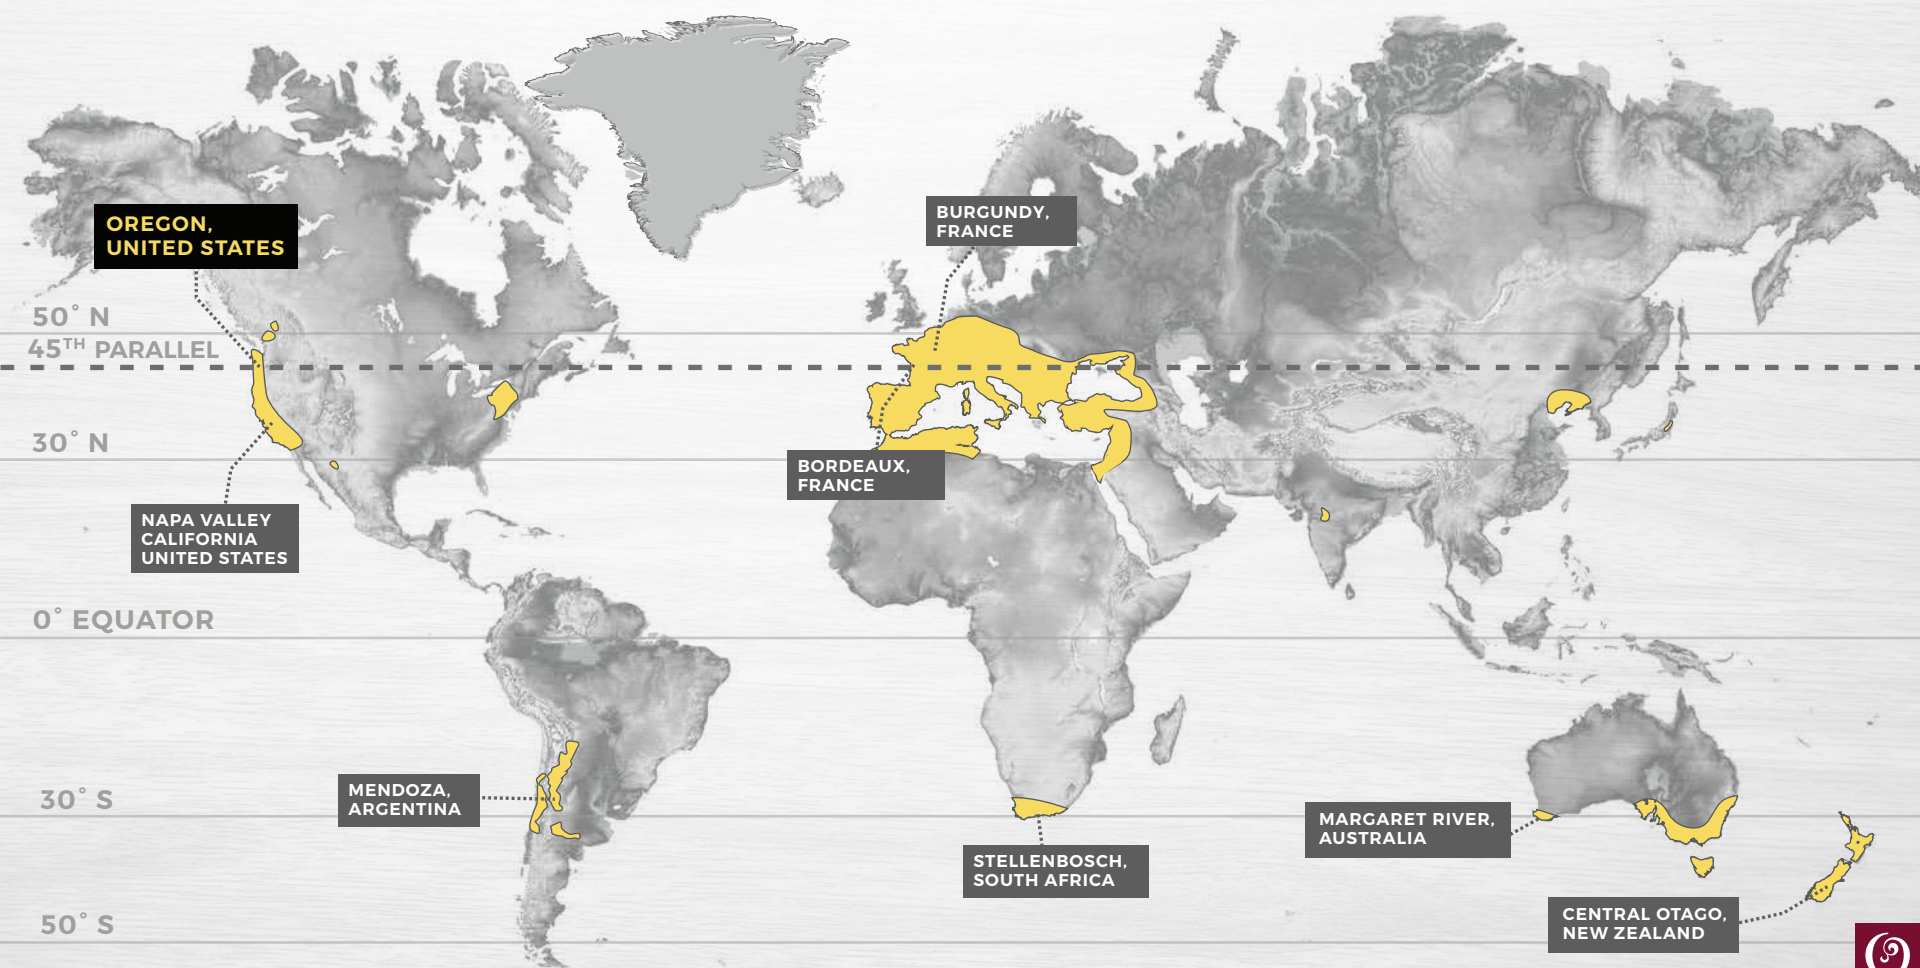 OREGON,
UNITED STATES
BURGUNDY,
FRANCE
50° N
45TH PARALLEL
30° N
BORDEAUX,
FRANCE
NAPA VALLEY
CALIFORNIA
UNITED STATES
0° EQUATOR
MENDOZA,
ARGENTINA
30° S
MARGARET RIVER,
AUSTRALIA
STELLENBOSCH,
SOUTH AFRICA
CENTRAL OTAGO,
NEW ZEALAND
50° S